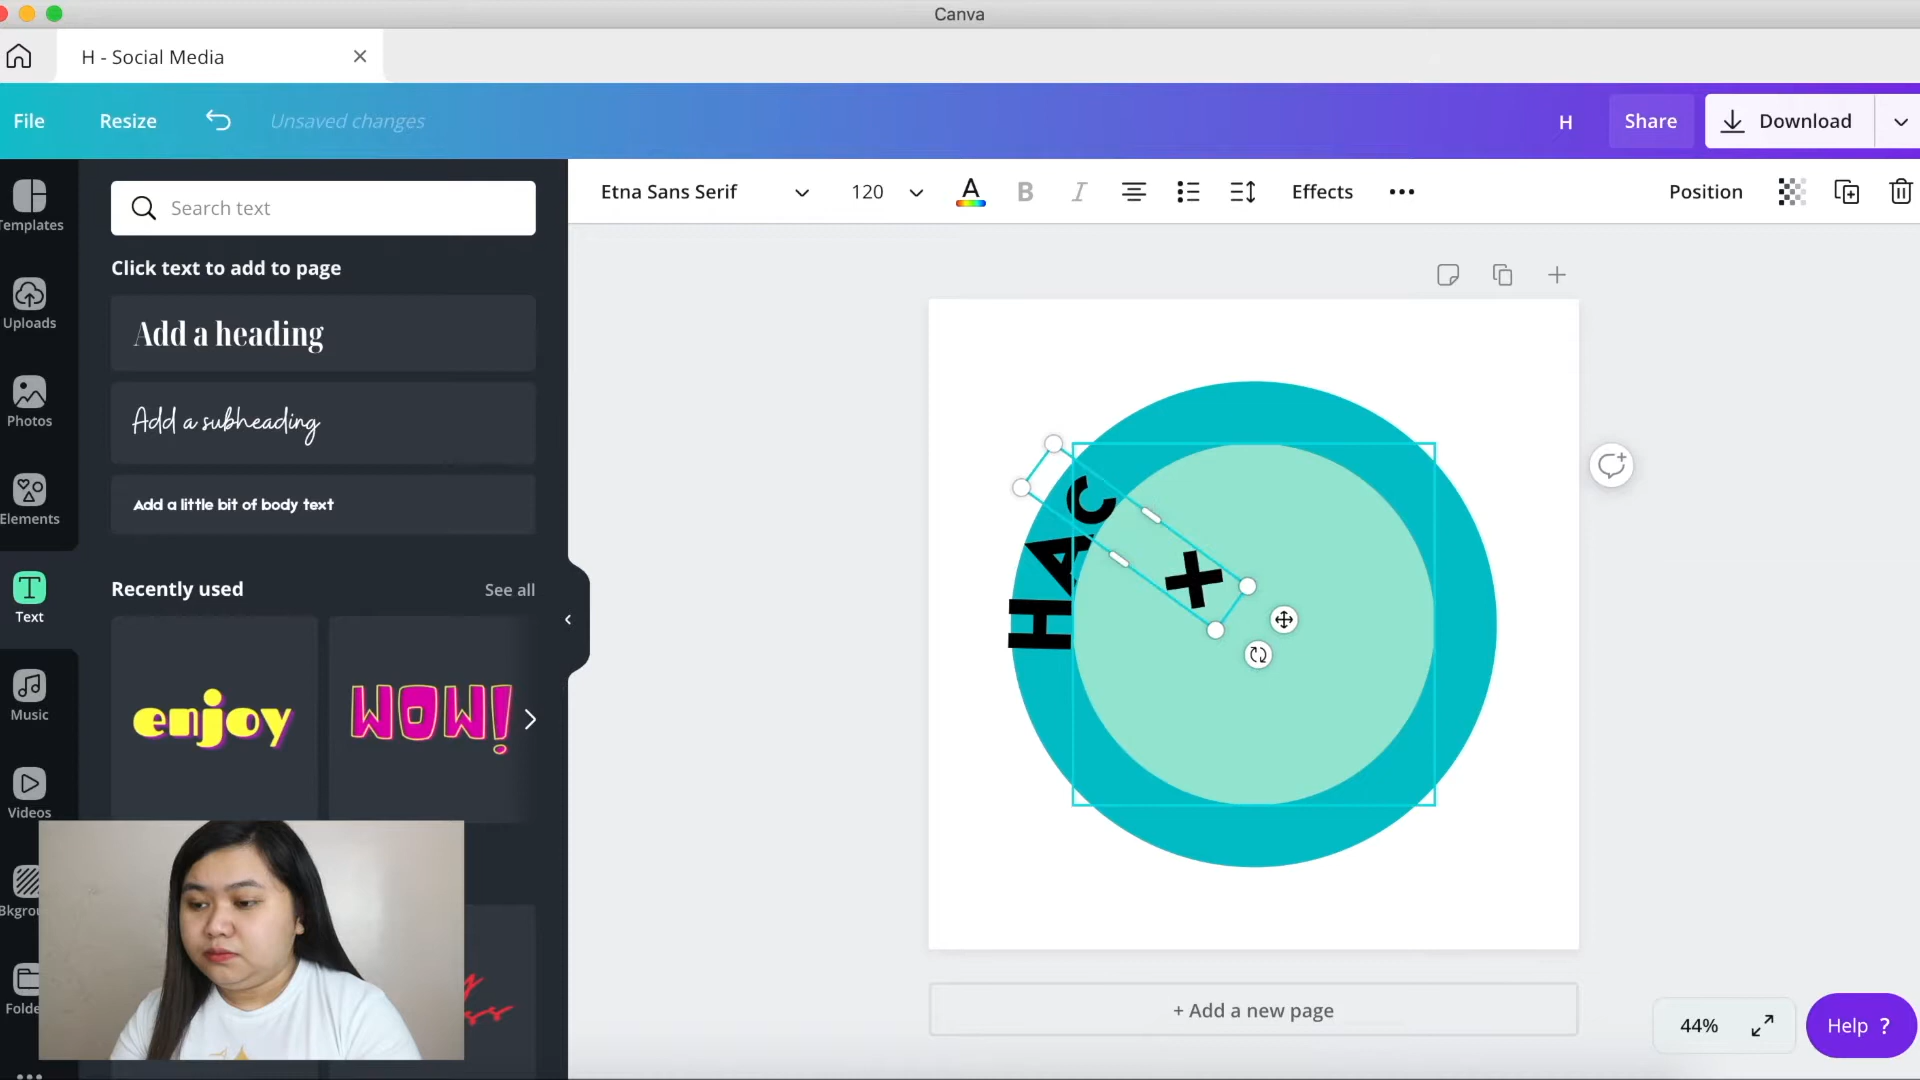 Canva
H - Social Media
File
Resize
Unsaved changes
H
Share
Download
Etna Sans Serif
120
A
B
I
Effects
Position
Templates
Uploads
Photos
Elements
T
Text
Music
Videos
Bkgrou
Folde
Search text
Click text to add to page
Add a heading
Add a subheading
Add a little bit of body text
Recently used
See all
enjoy
WOW!
HAC
+
+ Add a new page
44%
Help ?